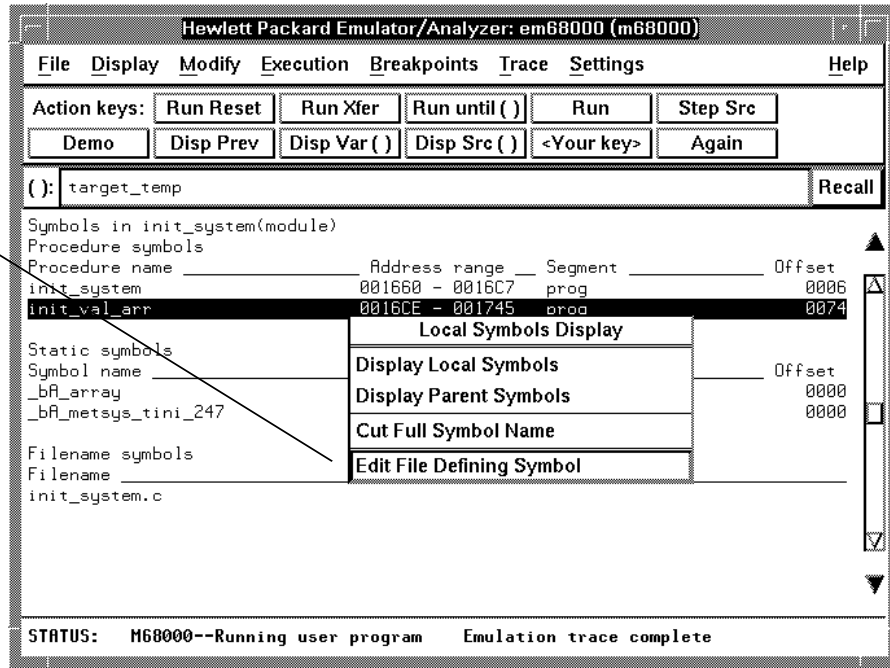 Hewlett Packard Emulator/Analyzer: em68000 (m68000)
File Display Modify Execution Breakpoints Trace Settings Help
Action keys: Run Reset Run Xfer Run until ( ) Run Step Src
Demo Disp Prev Disp Var ( ) Disp Src ( ) <Your key> Again
( ): target_temp Recall
Symbols in init_system(module)
Procedure symbols
Procedure name ________________ Address range __ Segment ______________ Offset
init_system 001660 - 0016C7 prog 0006
init_val_arr 0016CE - 001745 prog 0074
Local Symbols Display
Static symbols
Display Local Symbols
Symbol name ________________ Offset
_bA_array 0000
Display Parent Symbols
_bA_metsys_tini_247 0000
Cut Full Symbol Name
Filename symbols
Edit File Defining Symbol
Filename ________________
init_system.c
STATUS: M68000--Running user program Emulation trace complete